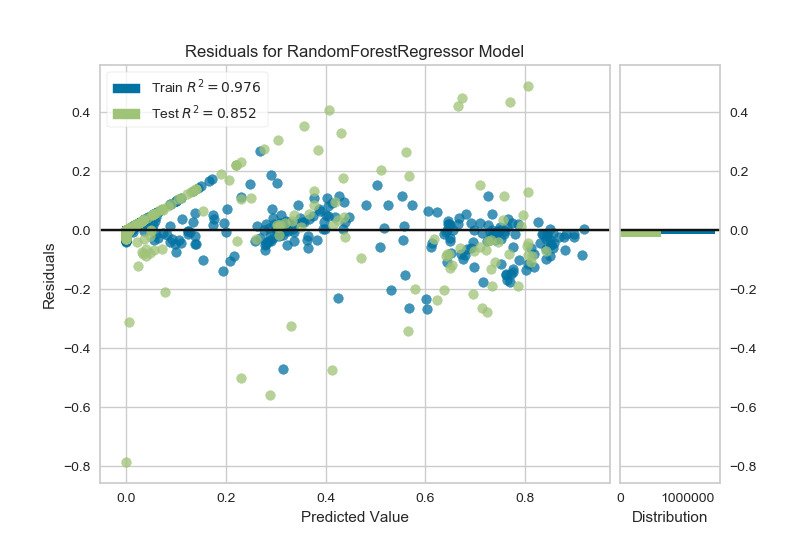 Residuals for RandomForestRegressor Model
Train R² = 0.976
Test R² = 0.852
Residuals
0.4
0.2
0.0
−0.2
−0.4
−0.6
−0.8
0.0 0.2 0.4 0.6 0.8
Predicted Value
0.4
0.2
0.0
−0.2
−0.4
−0.6
−0.8
0 1000000
Distribution